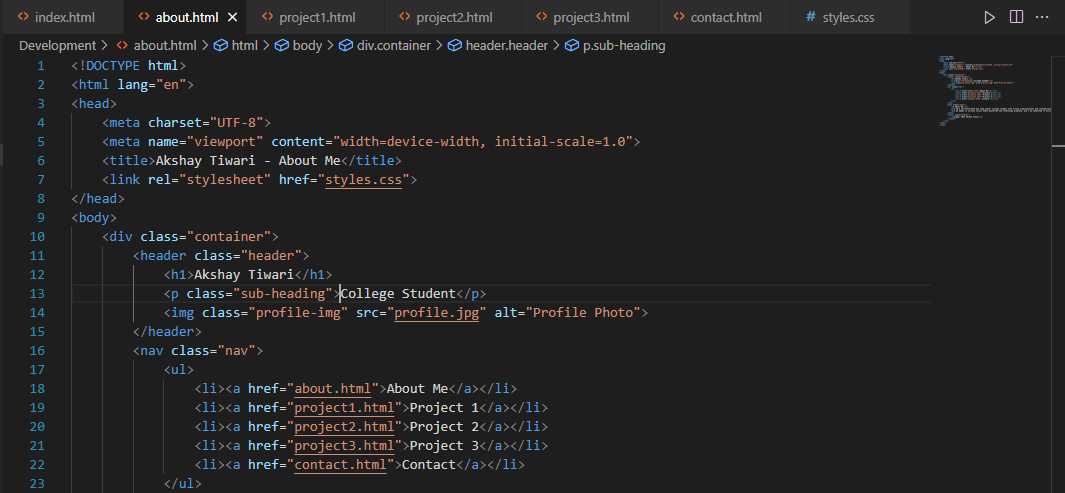 index.html about.html project1.html project2.html project3.html contact.html # styles.css
Development > about.html > html > body > div.container > header.header > p.sub-heading
1 <!DOCTYPE html>
2 <html lang="en">
3 <head>
4 <meta charset="UTF-8">
5 <meta name="viewport" content="width=device-width, initial-scale=1.0">
6 <title>Akshay Tiwari - About Me</title>
7 <link rel="stylesheet" href="styles.css">
8 </head>
9 <body>
10 <div class="container">
11 <header class="header">
12 <h1>Akshay Tiwari</h1>
13 <p class="sub-heading">College Student</p>
14 <img class="profile-img" src="profile.jpg" alt="Profile Photo">
15 </header>
16 <nav class="nav">
17 <ul>
18 <li><a href="about.html">About Me</a></li>
19 <li><a href="project1.html">Project 1</a></li>
20 <li><a href="project2.html">Project 2</a></li>
21 <li><a href="project3.html">Project 3</a></li>
22 <li><a href="contact.html">Contact</a></li>
23 </ul>